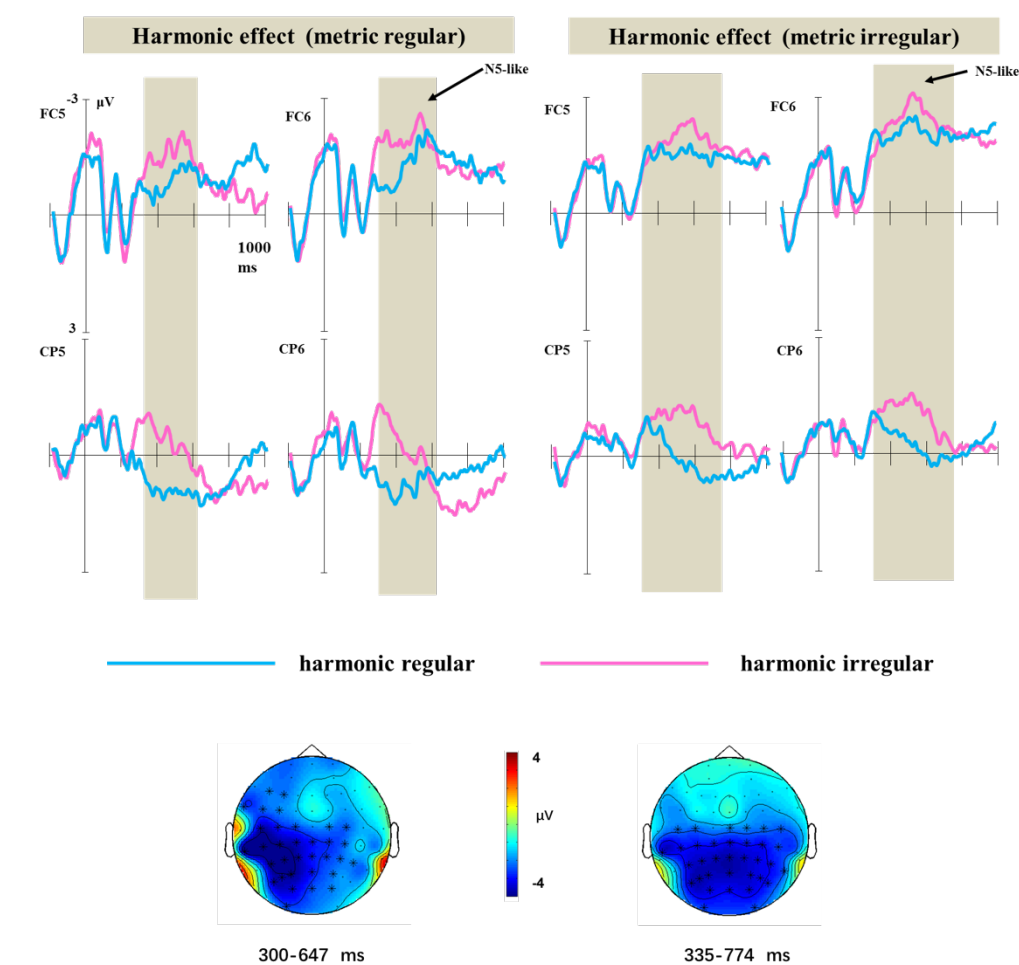 Harmonic effect (metric regular)
Harmonic effect (metric irregular)
N5-like
N5-like
-3
μV
FC5
FC6
FC5
FC6
1000
ms
3
CP5
CP6
CP5
CP6
harmonic regular
harmonic irregular
4
μV
-4
300-647 ms
335-774 ms